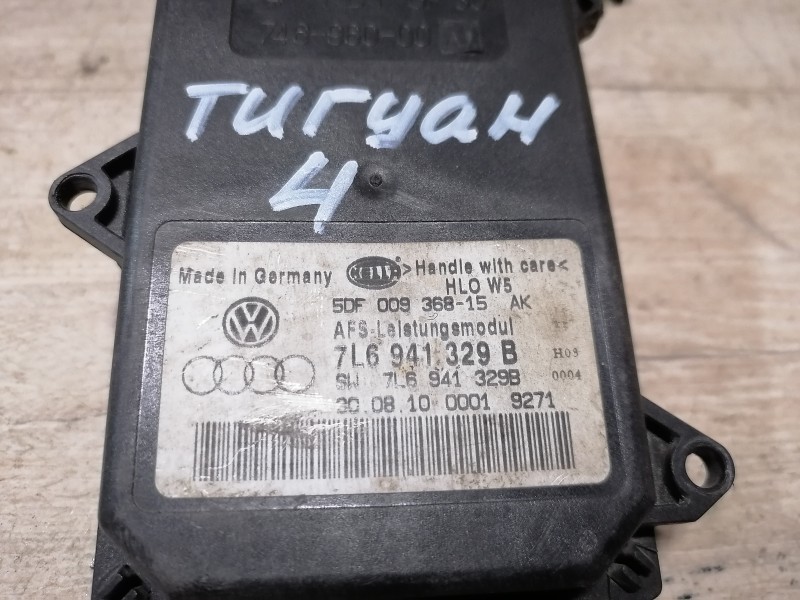 тигуан
4
Made in Germany
HELLA
>Handle with care<
HLO W5
5DF 009 368-15 AK
AFS-Leistungsmodul
7L6 941 329 B
H09
SW 7L6 941 329B
0004
30.08.10 0001 9271